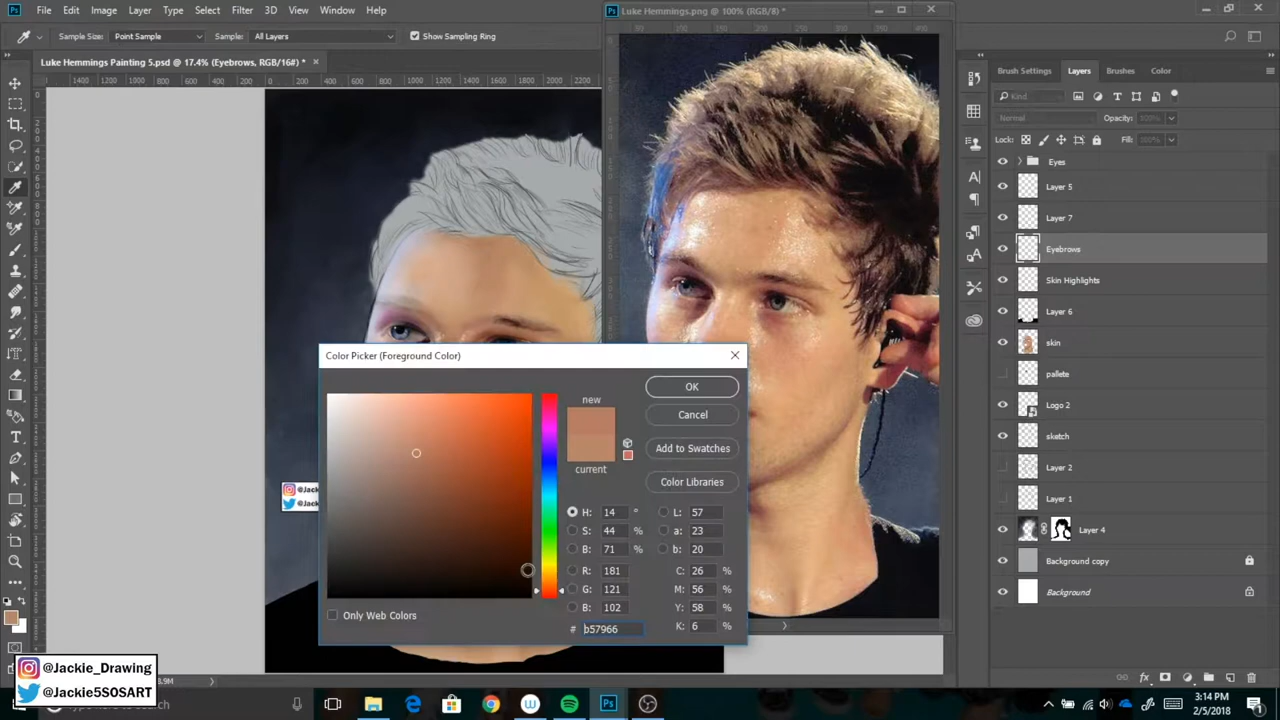 Ps File Edit Image Layer Type Select Filter 3D View Window Help
Ps Luke Hemmings.png @ 100% (RGB/8) *
Sample Size: Point Sample Sample: All Layers Show Sampling Ring
Luke Hemmings Painting 5.psd @ 17.4% (Eyebrows, RGB/16#) * ×
Brush Settings Layers Brushes Color
Kind
Normal Opacity: 100%
Lock: Fill: 100%
Eyes
Layer 5
Layer 7
Eyebrows
Skin Highlights
Layer 6
skin
pallete
Logo 2
sketch
Layer 2
Layer 1
Layer 4
Background copy
Background
Color Picker (Foreground Color)
new
current
OK
Cancel
Add to Swatches
Color Libraries
H: 14 ° L: 57
S: 44 % a: 23
B: 71 % b: 20
R: 181 C: 26 %
G: 121 M: 56 %
B: 102 Y: 58 %
# b57966 K: 6 %
Only Web Colors
@Jack
@Jacki
@Jackie_Drawing
@Jackie5SOSART
3:14 PM
2/5/2018